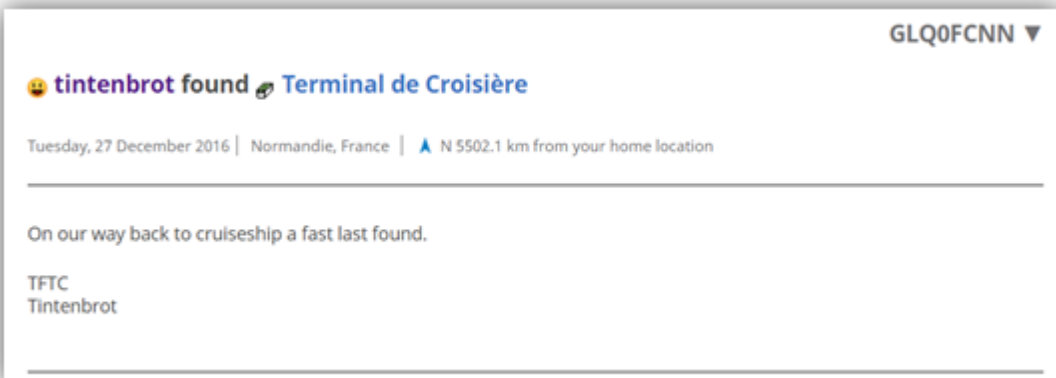 GLQ0FCNN ▼
tintenbrot found Terminal de Croisière
Tuesday, 27 December 2016 | Normandie, France | N 5502.1 km from your home location
On our way back to cruiseship a fast last found.
TFTC
Tintenbrot